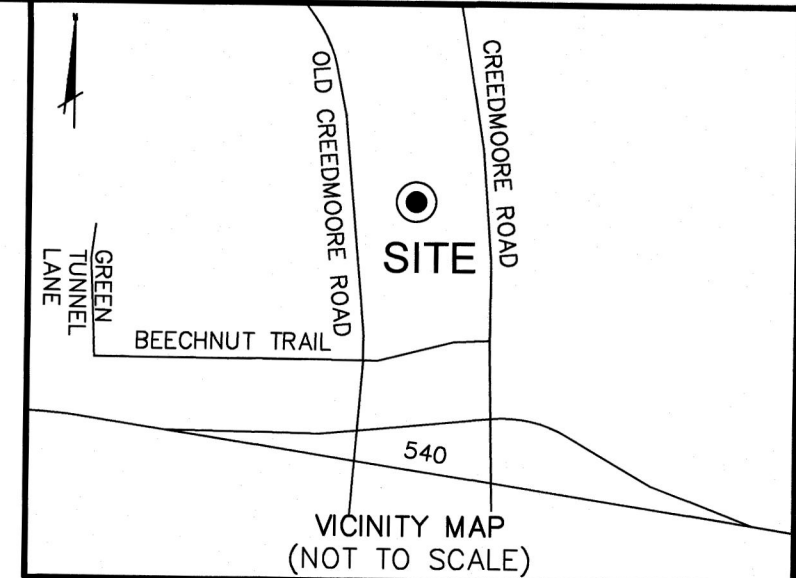 OLD CREEDMOORE ROAD
CREEDMOORE ROAD
SITE
GREEN
TUNNEL
LANE
BEECHNUT TRAIL
540
VICINITY MAP
(NOT TO SCALE)